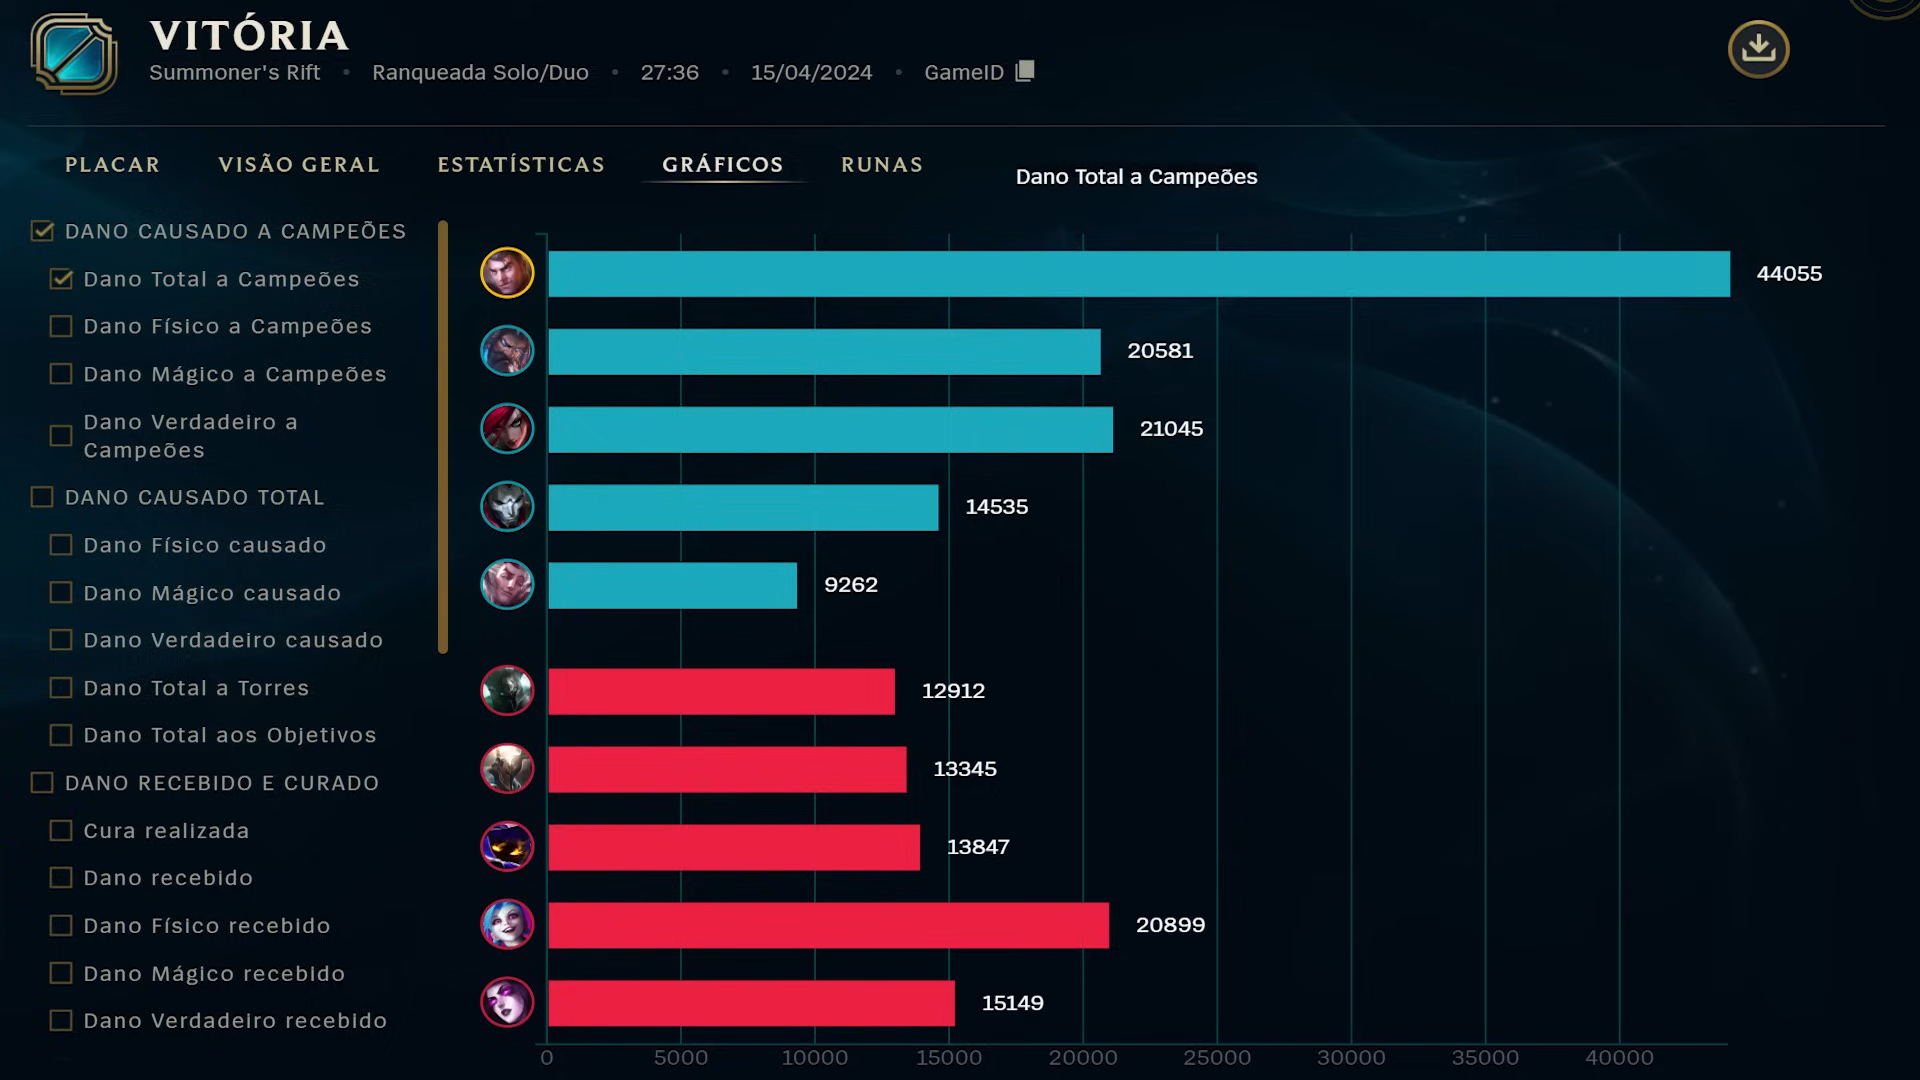 VITÓRIA
Summoner's Rift • Ranqueada Solo/Duo • 27:36 • 15/04/2024 • GameID
PLACAR VISÃO GERAL ESTATÍSTICAS GRÁFICOS RUNAS
Dano Total a Campeões
DANO CAUSADO A CAMPEÕES
Dano Total a Campeões
Dano Físico a Campeões
Dano Mágico a Campeões
Dano Verdadeiro a
Campeões
DANO CAUSADO TOTAL
Dano Físico causado
Dano Mágico causado
Dano Verdadeiro causado
Dano Total a Torres
Dano Total aos Objetivos
DANO RECEBIDO E CURADO
Cura realizada
Dano recebido
Dano Físico recebido
Dano Mágico recebido
Dano Verdadeiro recebido
44055
20581
21045
14535
9262
12912
13345
13847
20899
15149
0 5000 10000 15000 20000 25000 30000 35000 40000